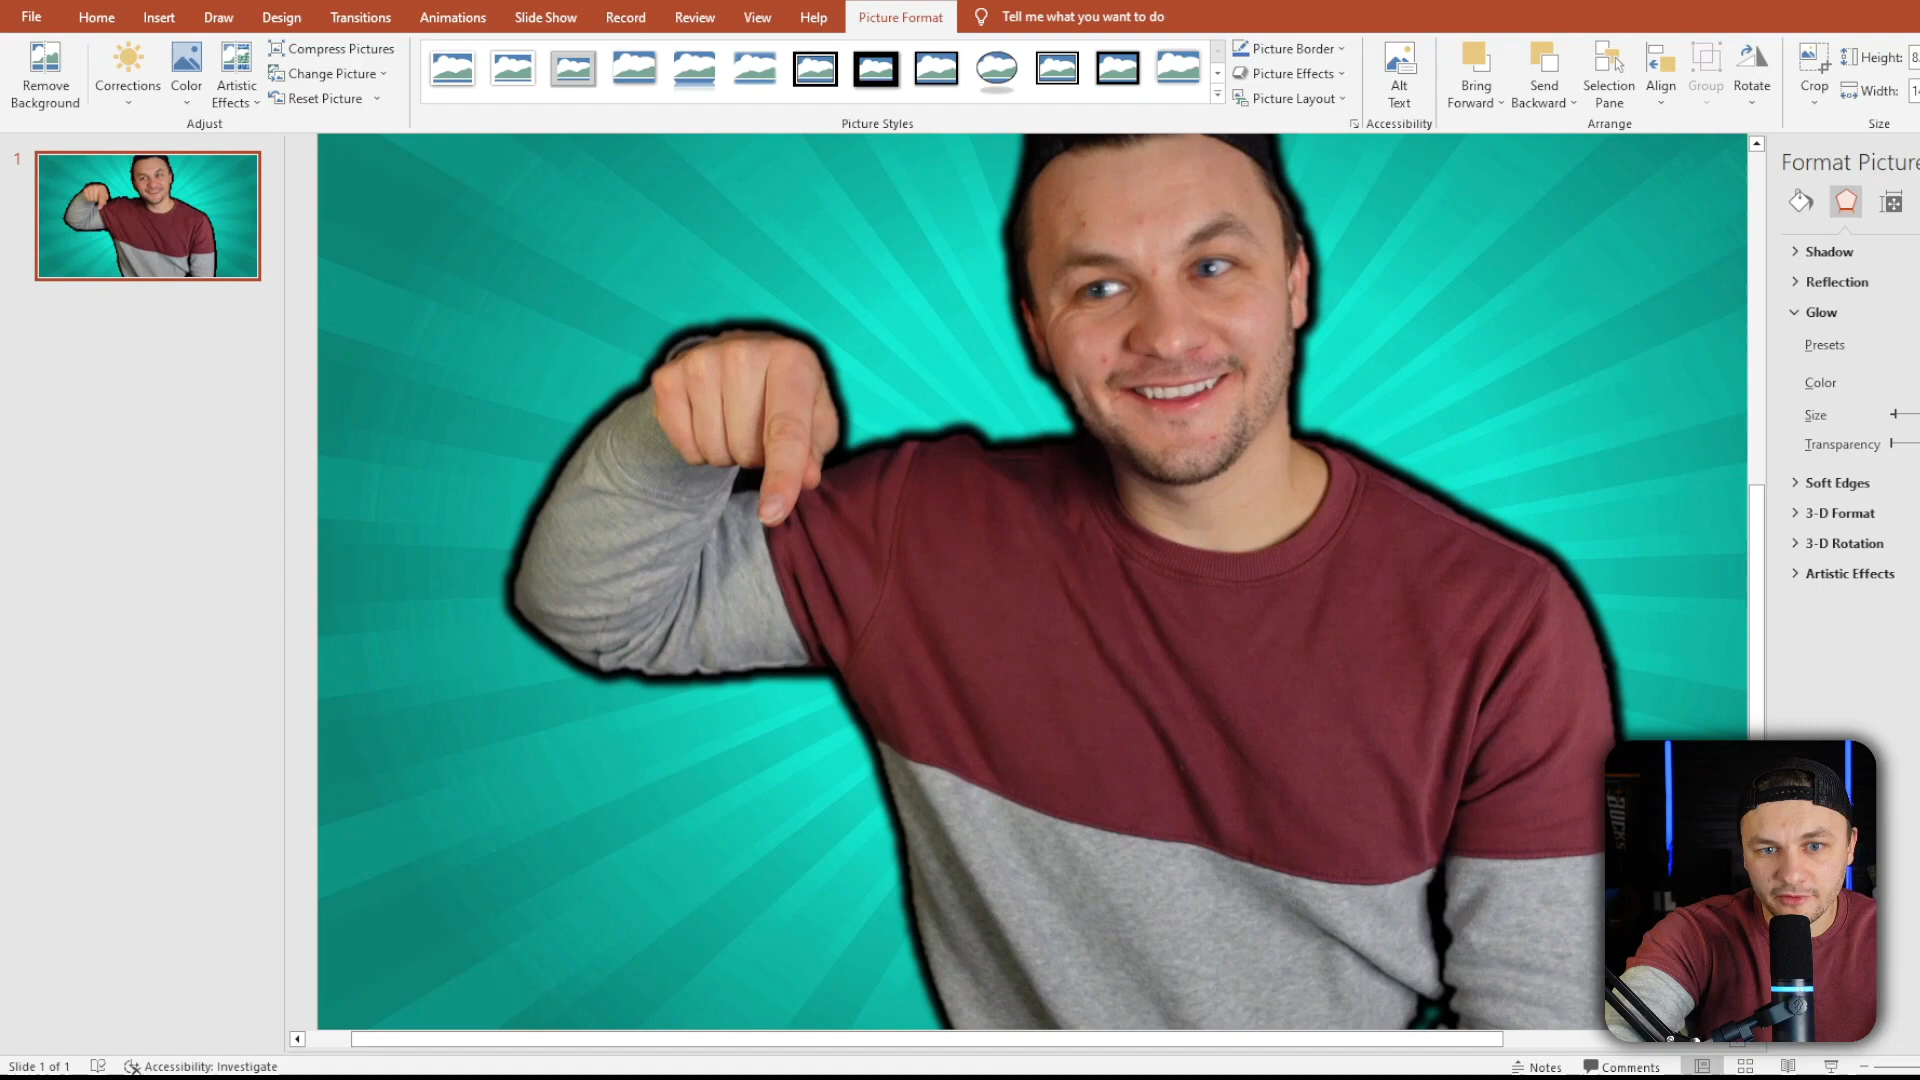 File Home Insert Draw Design Transitions Animations Slide Show Record Review View Help Picture Format Tell me what you want to do
Remove Background
Corrections
Color
Artistic Effects
Compress Pictures
Change Picture
Reset Picture
Adjust
Picture Styles
Picture Border
Picture Effects
Picture Layout
Alt Text
Accessibility
Bring Forward
Send Backward
Selection Pane
Align
Group
Rotate
Arrange
Crop
Height:
Width:
Size
1
Format Picture
Shadow
Reflection
Glow
Presets
Color
Size
Transparency
Soft Edges
3-D Format
3-D Rotation
Artistic Effects
BUCKS
Slide 1 of 1 Accessibility: Investigate Notes Comments